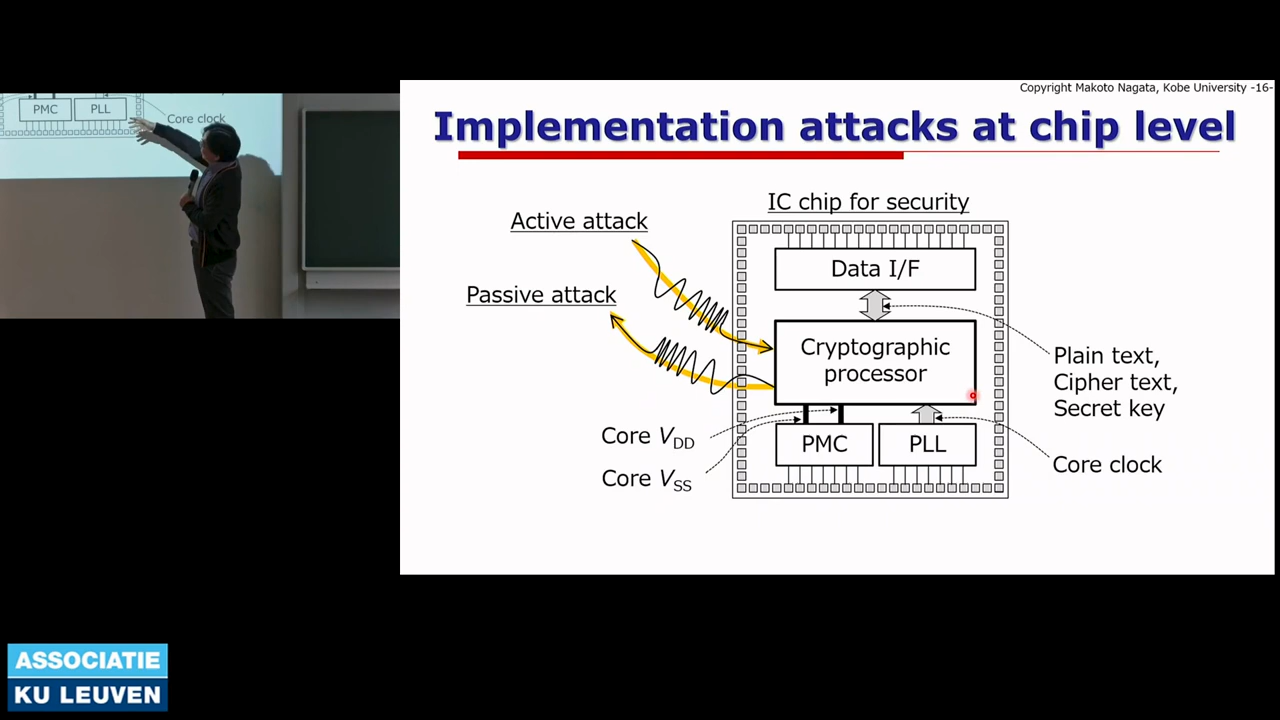 Copyright Makoto Nagata, Kobe University -16-
Implementation attacks at chip level
IC chip for security
Active attack
Data I/F
Passive attack
Cryptographic
processor
Plain text,
Cipher text,
Secret key
Core VDD
PMC
PLL
Core clock
Core VSS
PMC
PLL
Core clock
ASSOCIATIE
KU LEUVEN